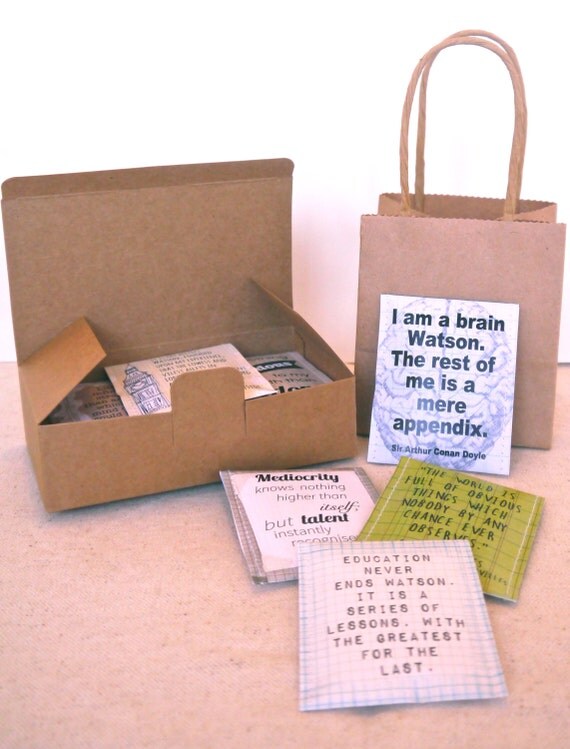 I am a brain
Watson.
The rest of
me is a
mere
appendix.
Sir Arthur Conan Doyle
Mediocrity
knows nothing
higher than
itself;
but talent
instantly
recognise
"THE WORLD IS
FULL OF OBVIOUS
THINGS WHICH
NOBODY BY ANY
CHANCE EVER
OBSERVES."
EDUCATION
NEVER
ENDS WATSON.
IT IS A
SERIES OF
LESSONS, WITH
THE GREATEST
FOR THE
LAST.